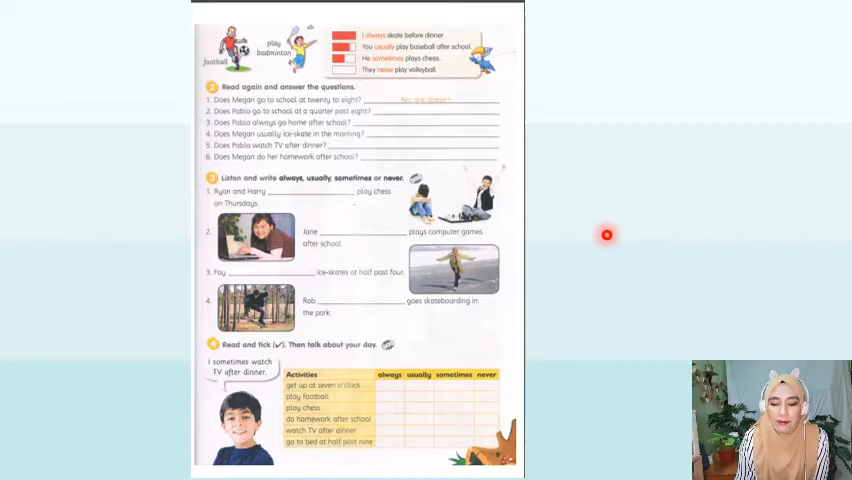 football
play
badminton
I always skate before dinner
You usually play baseball after school.
He sometimes plays chess.
They never play volleyball.
2 Read again and answer the questions.
1. Does Megan go to school at twenty to eight? No, she doesn't.
2. Does Pablo go to school at a quarter past eight?
3. Does Pablo always go home after school?
4. Does Megan usually ice-skate in the morning?
5. Does Pablo watch TV after dinner?
6. Does Megan do her homework after school?
3 Listen and write always, usually, sometimes or never.
1. Ryan and Harry ____ play chess
on Thursdays.
2. Jane ____ plays computer games
after school.
3. Fay ____ ice-skates at half past four.
4. Rob ____ goes skateboarding in
the park.
4 Read and tick (✓). Then talk about your day.
I sometimes watch
TV after dinner.
Activities always usually sometimes never
get up at seven o'clock
play football
play chess
do homework after school
watch TV after dinner
go to bed at half past nine